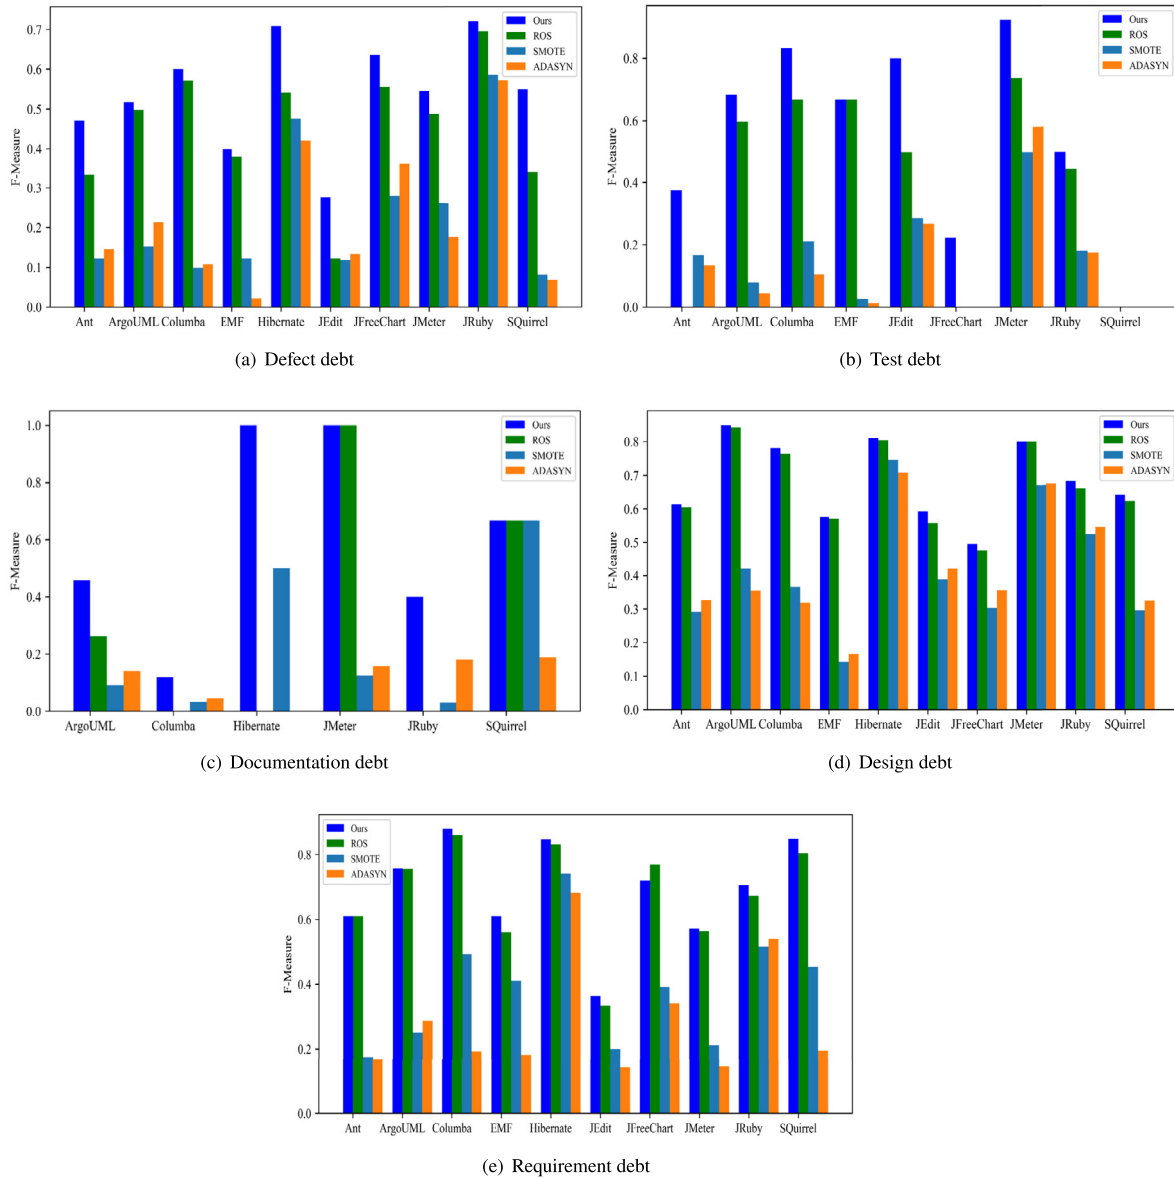 F-Measure
0.7
0.6
0.5
0.4
0.3
0.2
0.1
0.0
Ours
ROS
SMOTE
ADASYN
Ant ArgoUML Columba EMF Hibernate JEdit JFreeChart JMeter JRuby SQuirrel
(a) Defect debt
F-Measure
0.8
0.6
0.4
0.2
0.0
Ours
ROS
SMOTE
ADASYN
Ant ArgoUML Columba EMF JEdit JFreeChart JMeter JRuby SQuirrel
(b) Test debt
F-Measure
1.0
0.8
0.6
0.4
0.2
0.0
Ours
ROS
SMOTE
ADASYN
ArgoUML Columba Hibernate JMeter JRuby SQuirrel
(c) Documentation debt
F-Measure
0.8
0.7
0.6
0.5
0.4
0.3
0.2
0.1
0.0
Ours
ROS
SMOTE
ADASYN
Ant ArgoUML Columba EMF Hibernate JEdit JFreeChart JMeter JRuby SQuirrel
(d) Design debt
F-Measure
0.8
0.6
0.4
0.2
0.0
Ours
ROS
SMOTE
ADASYN
Ant ArgoUML Columba EMF Hibernate JEdit JFreeChart JMeter JRuby SQuirrel
(e) Requirement debt